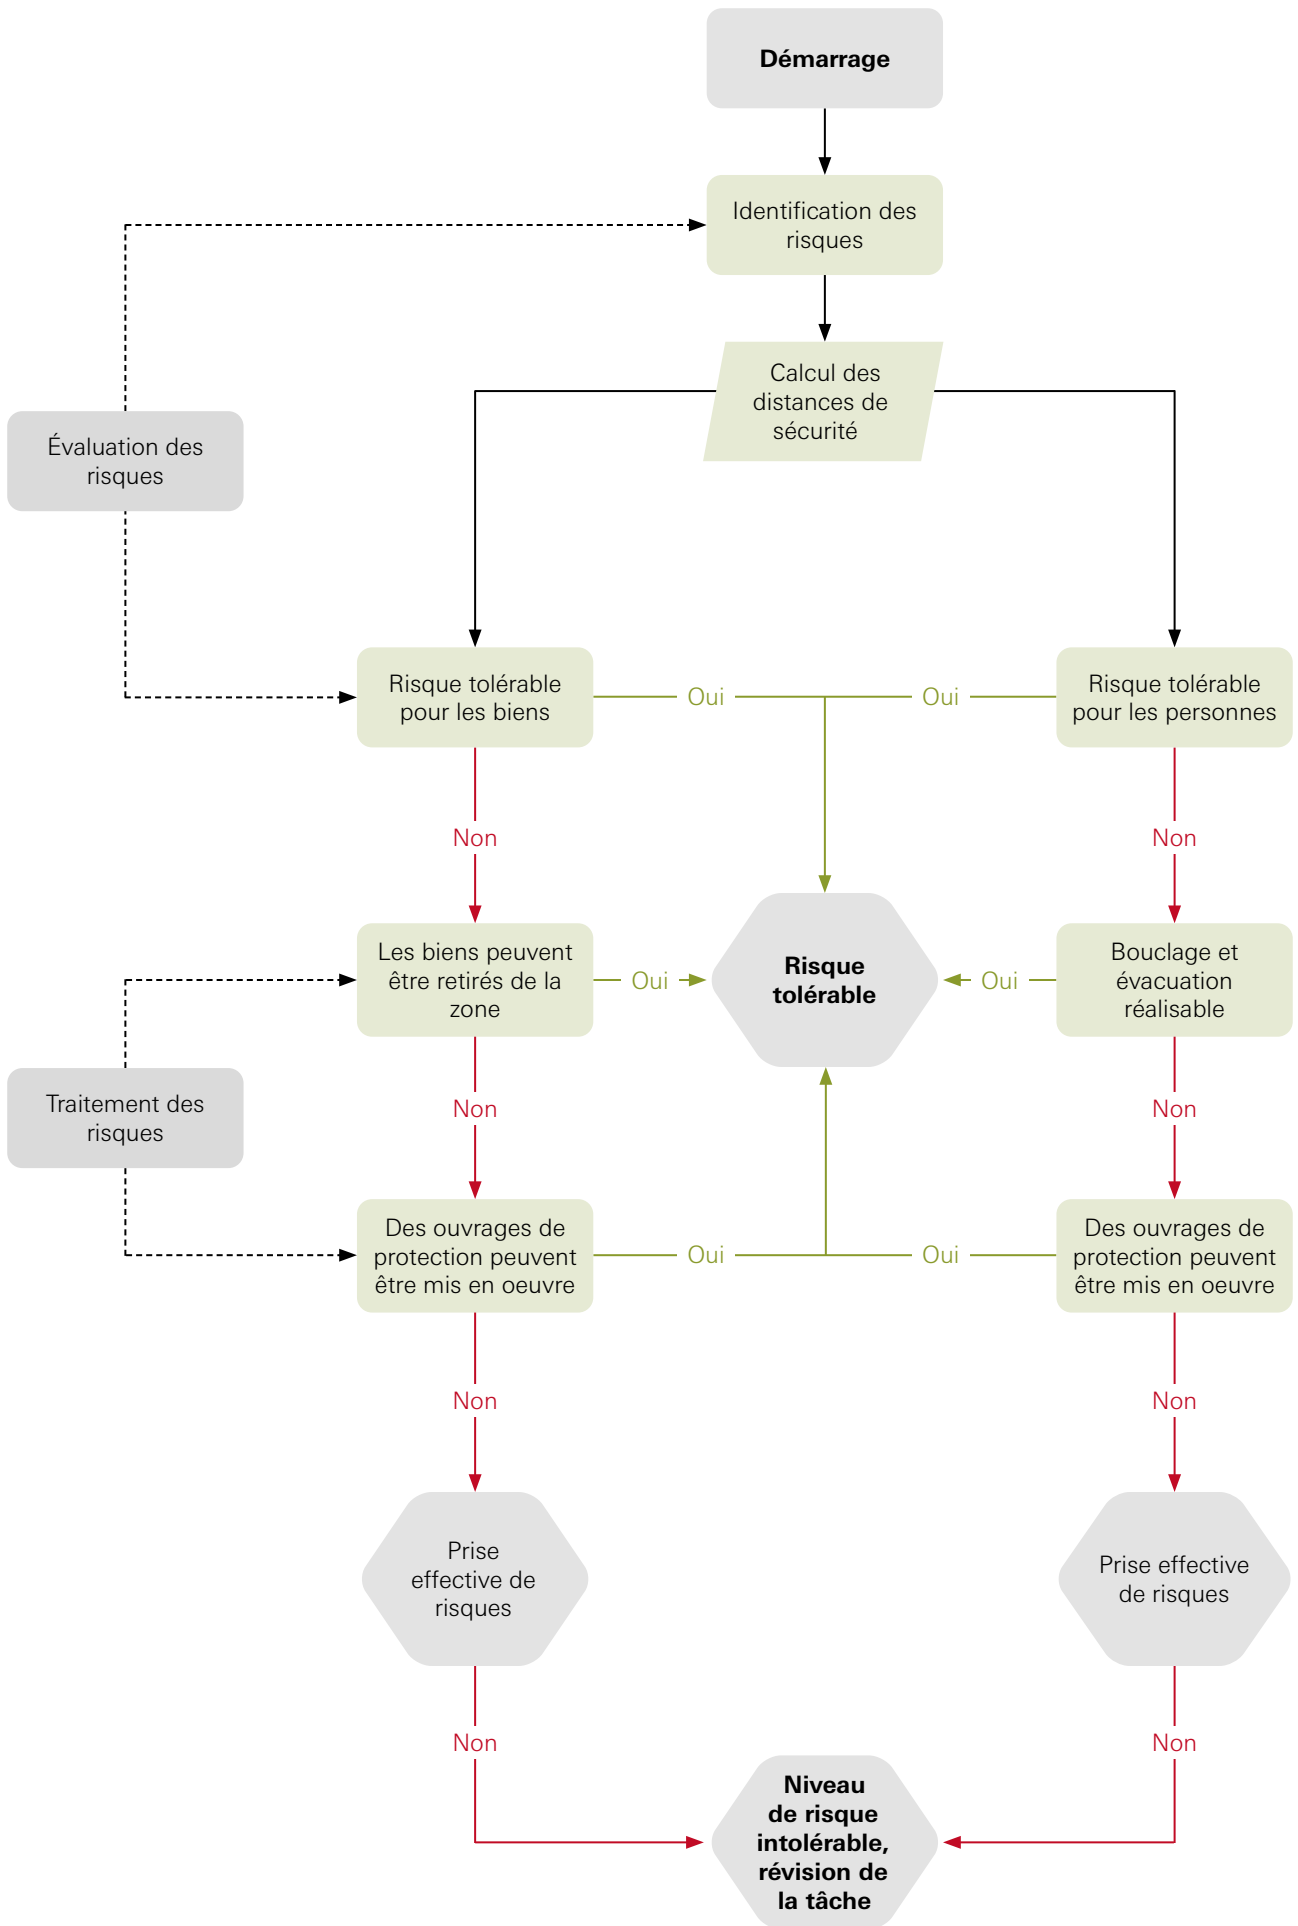 Démarrage
Identification des
risques
Calcul des
distances de
sécurité
Évaluation des
risques
Risque tolérable
pour les biens
Oui
Oui
Risque tolérable
pour les personnes
Non
Non
Les biens peuvent
être retirés de la
zone
Oui
Risque
tolérable
Oui
Bouclage et
évacuation
réalisable
Traitement des
risques
Non
Non
Des ouvrages de
protection peuvent
être mis en oeuvre
Oui
Oui
Des ouvrages de
protection peuvent
être mis en oeuvre
Non
Non
Prise
effective de
risques
Prise effective
de risques
Non
Non
Niveau
de risque
intolérable,
révision de
la tâche